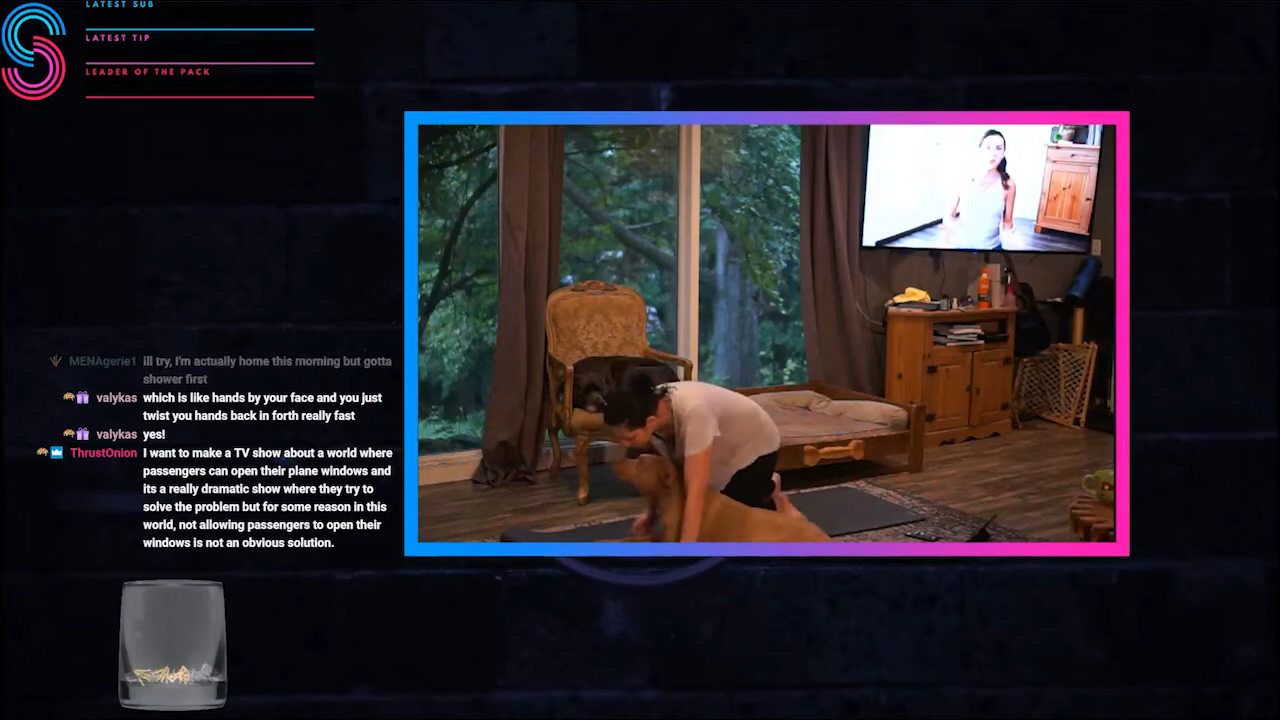 LATEST SUB
LATEST TIP
LEADER OF THE PACK
MENAgerie1 ill try, I'm actually home this morning but gotta
shower first
valykas which is like hands by your face and you just
twist you hands back in forth really fast
valykas yes!
ThrustOnion I want to make a TV show about a world where
passengers can open their plane windows and
its a really dramatic show where they try to
solve the problem but for some reason in this
world, not allowing passengers to open their
windows is not an obvious solution.